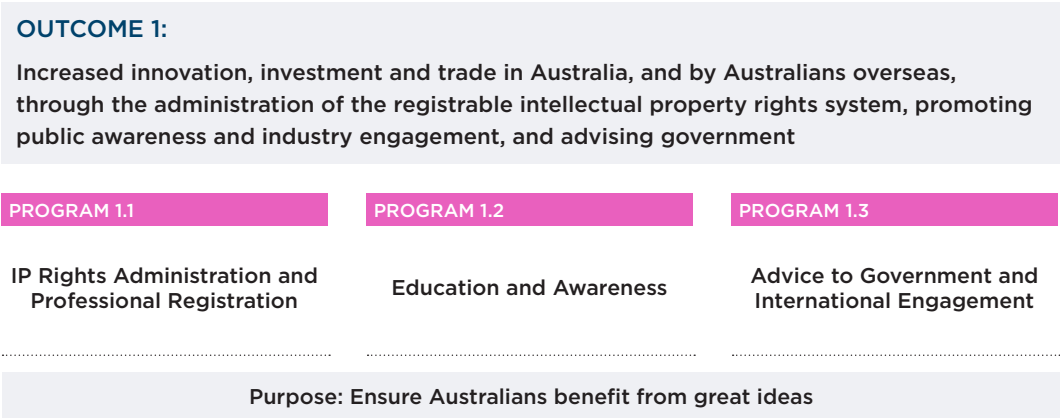 OUTCOME 1:
Increased innovation, investment and trade in Australia, and by Australians overseas,
through the administration of the registrable intellectual property rights system, promoting
public awareness and industry engagement, and advising government
PROGRAM 1.1
IP Rights Administration and
Professional Registration
PROGRAM 1.2
Education and Awareness
PROGRAM 1.3
Advice to Government and
International Engagement
Purpose: Ensure Australians benefit from great ideas